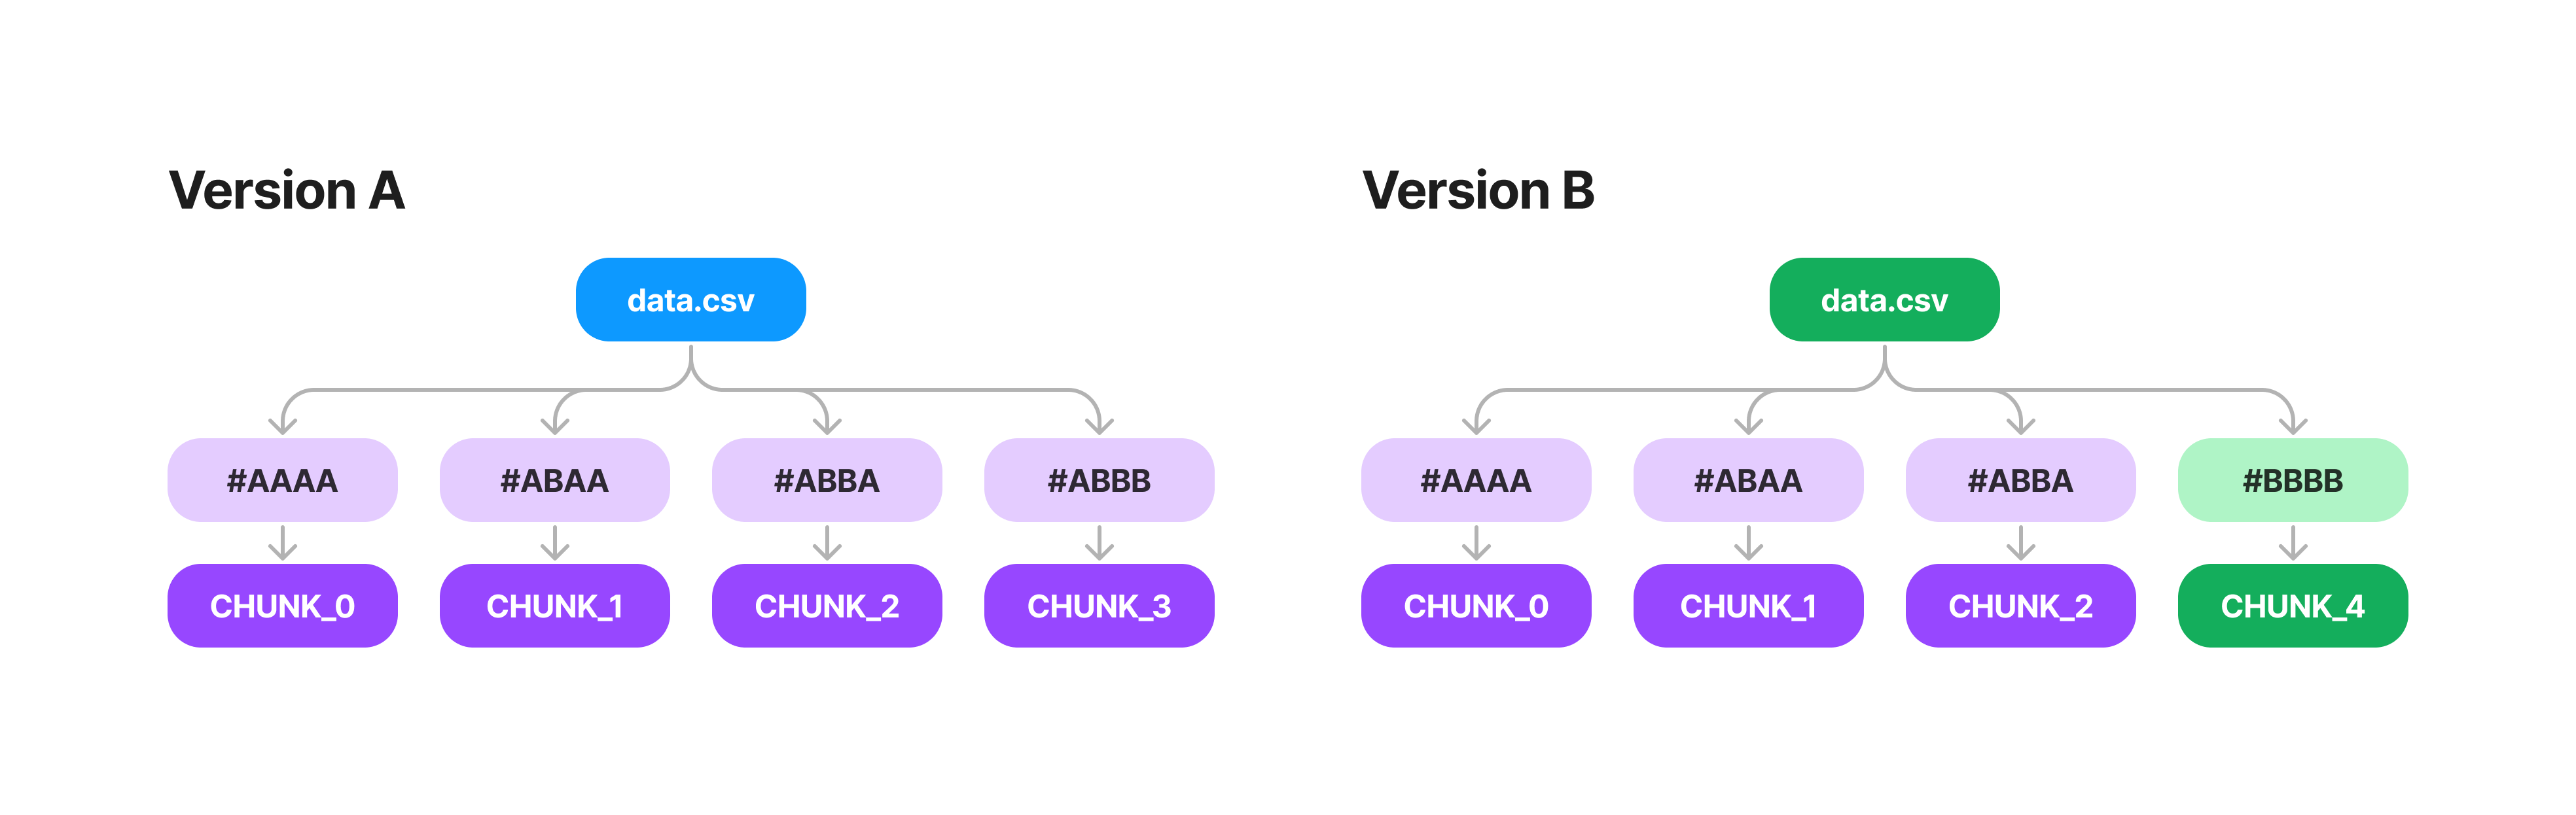 Version A
data.csv
#AAAA
#ABAA
#ABBA
#ABBB
CHUNK_0
CHUNK_1
CHUNK_2
CHUNK_3
Version B
data.csv
#AAAA
#ABAA
#ABBA
#BBBB
CHUNK_0
CHUNK_1
CHUNK_2
CHUNK_4